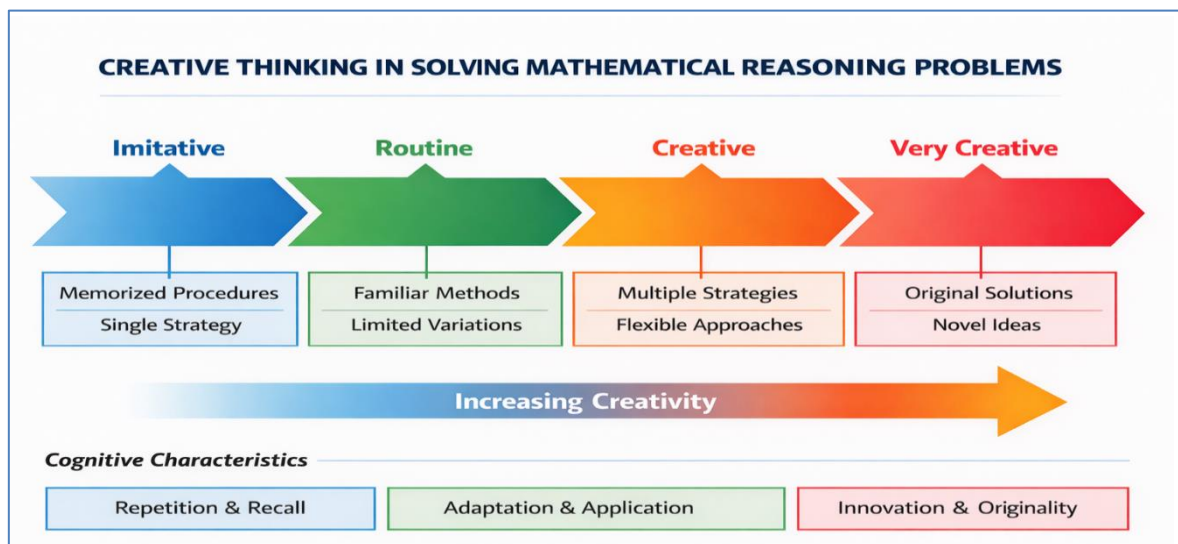 CREATIVE THINKING IN SOLVING MATHEMATICAL REASONING PROBLEMS
Imitative
Routine
Creative
Very Creative
Memorized Procedures
Single Strategy
Familiar Methods
Limited Variations
Multiple Strategies
Flexible Approaches
Original Solutions
Novel Ideas
Increasing Creativity
Cognitive Characteristics
Repetition & Recall
Adaptation & Application
Innovation & Originality